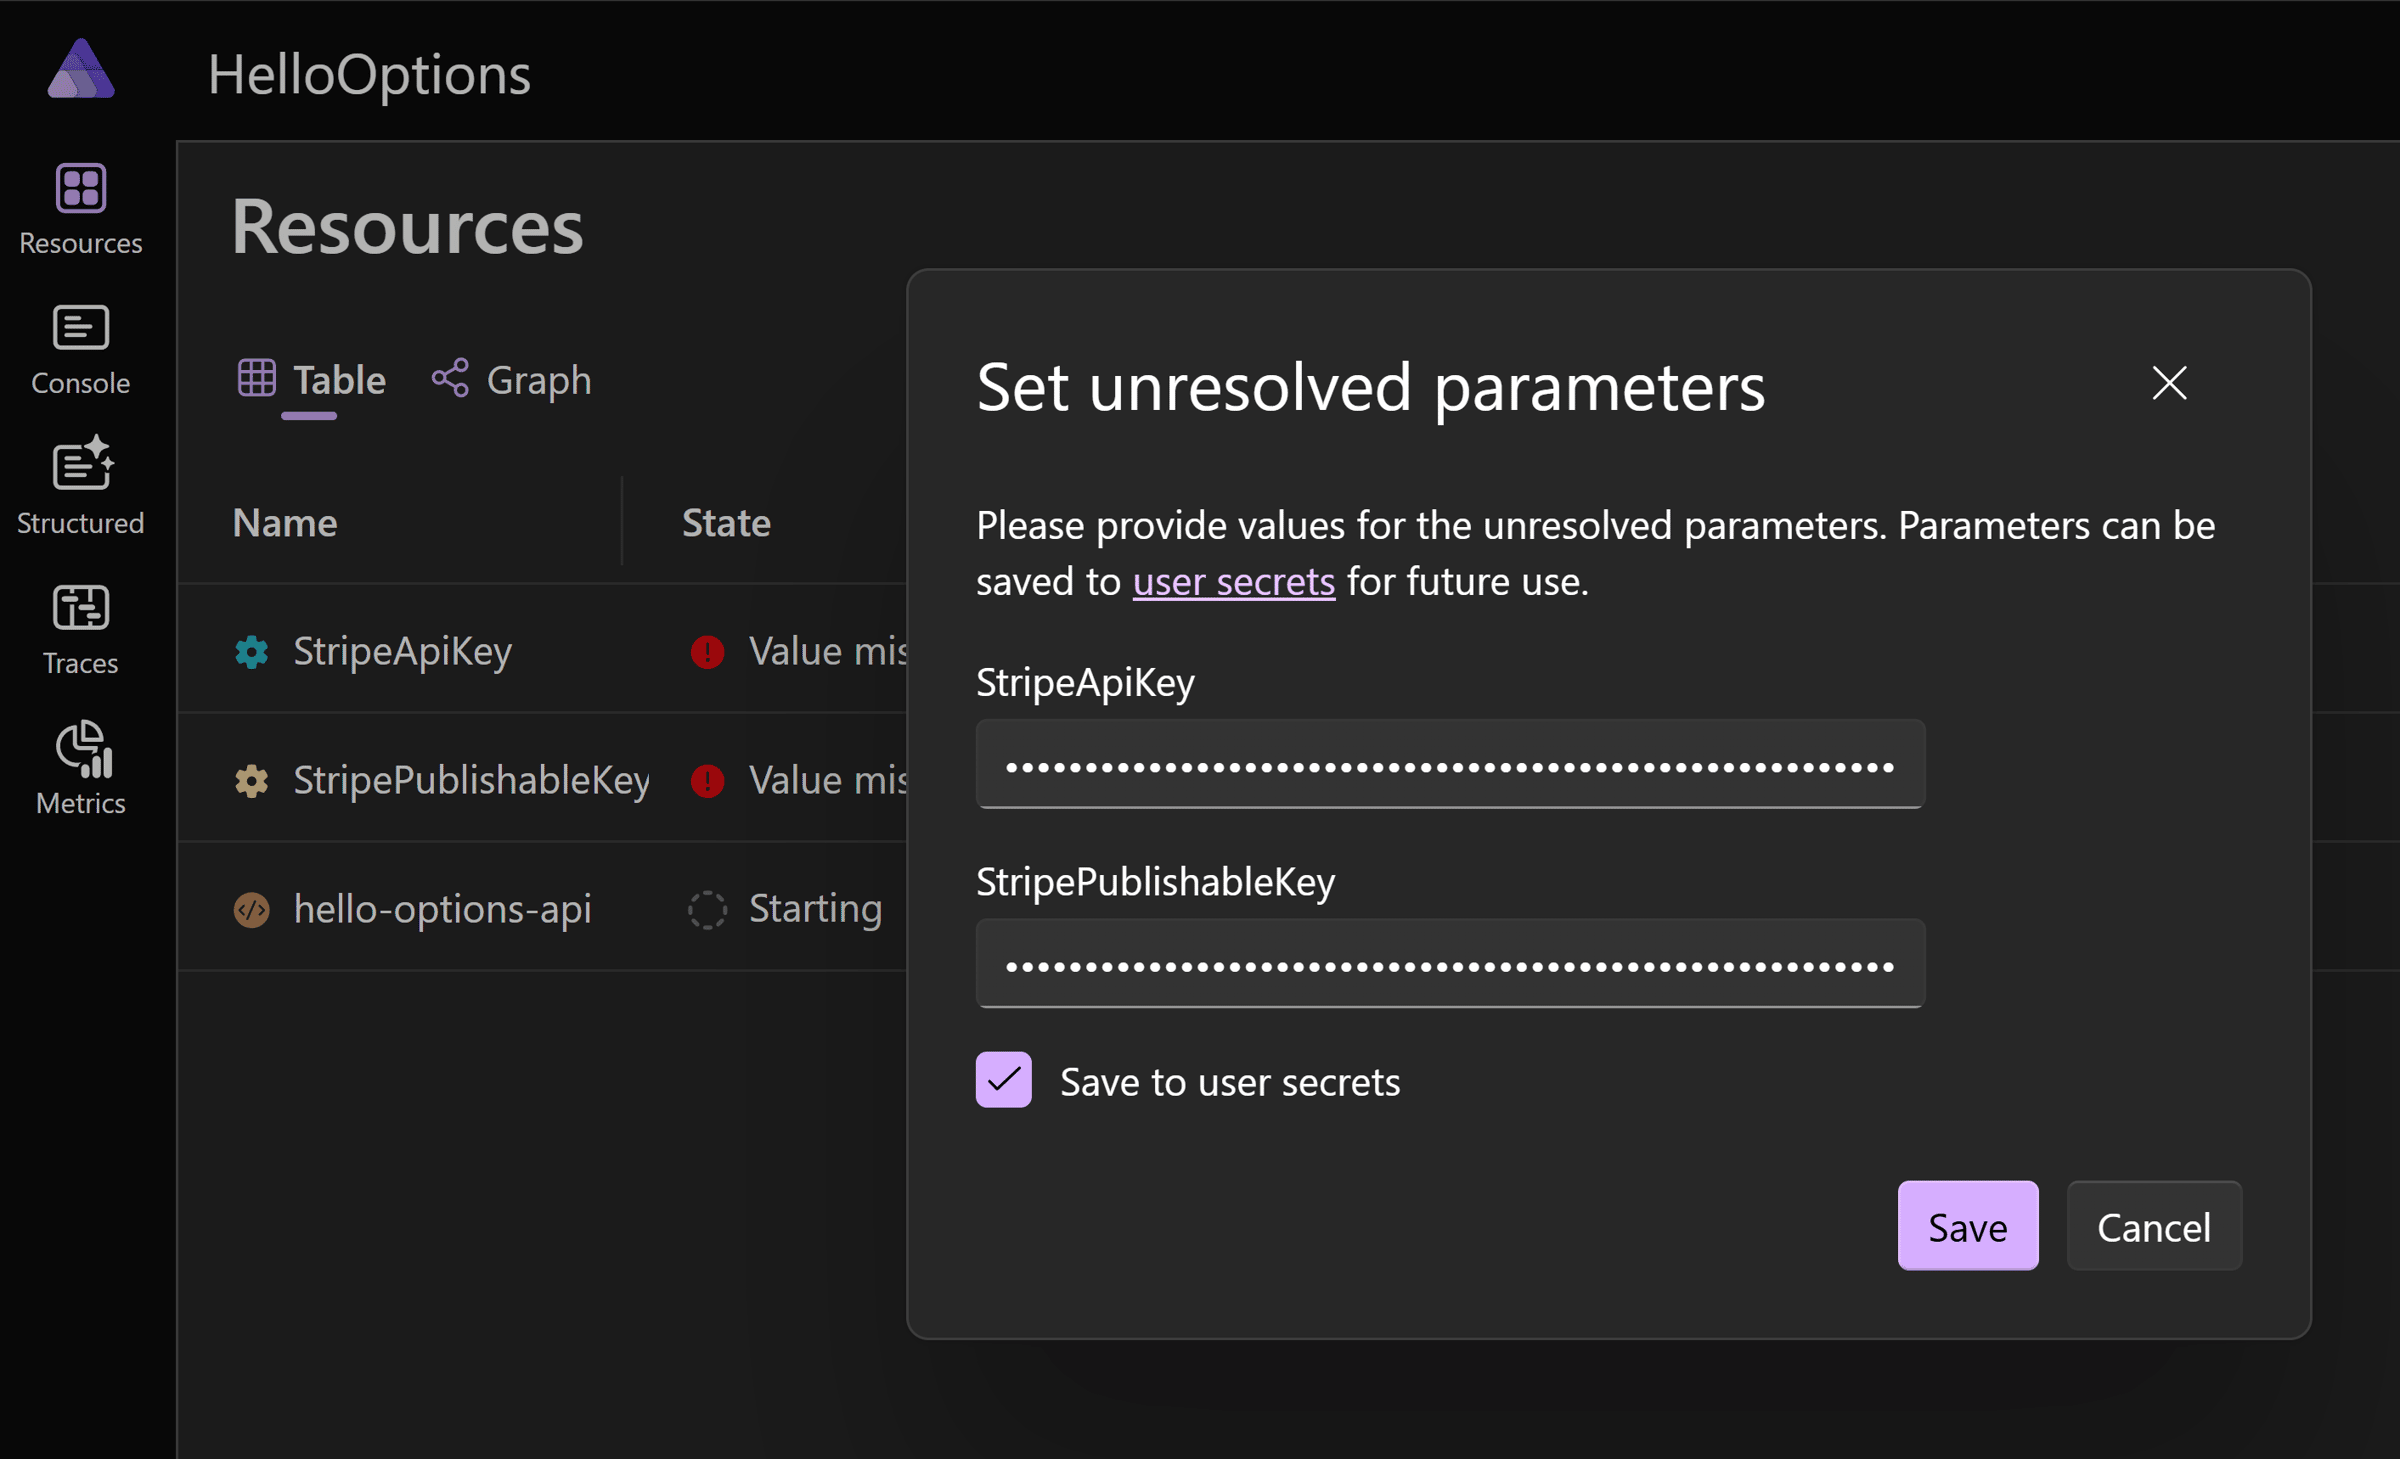 HelloOptions
Resources
Console
Structured
Traces
Metrics
Resources
Table
Graph
Name
State
StripeApiKey
Value mis
StripePublishableKey
Value mis
hello-options-api
Starting
Set unresolved parameters
Please provide values for the unresolved parameters. Parameters can be
saved to user secrets for future use.
StripeApiKey
StripePublishableKey
Save to user secrets
Save
Cancel